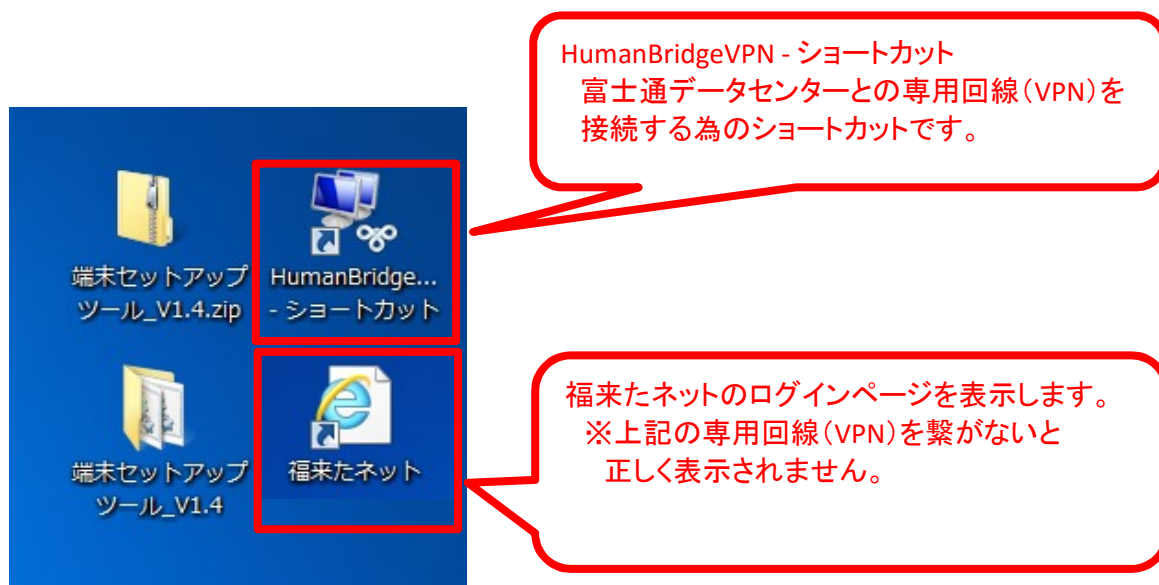 HumanBridgeVPN - ショートカット
富士通データセンターとの専用回線（VPN）を
接続する為のショートカットです。
端末セットアップ
ツール_V1.4.zip
HumanBridge...
- ショートカット
福来たネットのログインページを表示します。
※上記の専用回線（VPN）を繋がないと
正しく表示されません。
端末セットアップ
ツール_V1.4
福来たネット